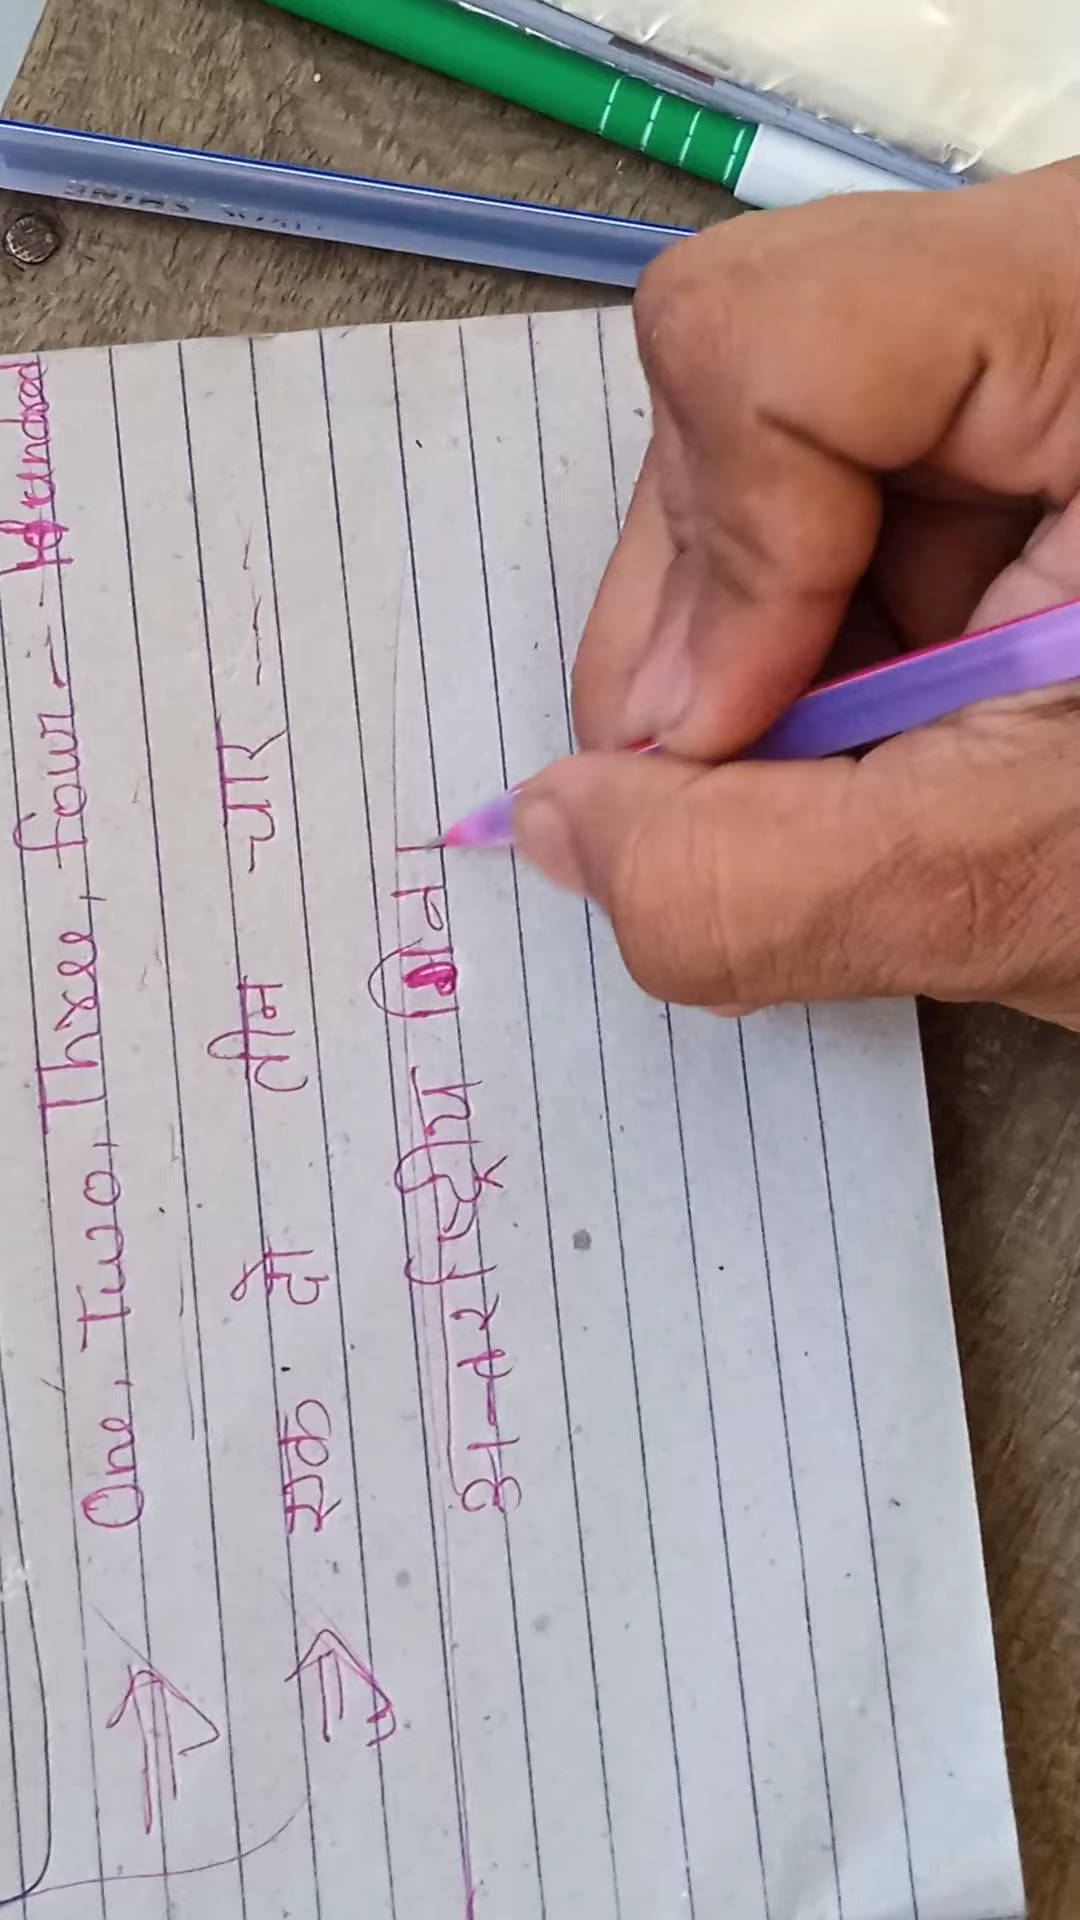 One, Two, Three, four - - Hundred
एक दो तीन चार - -
अन्तर्राष्ट्रीय